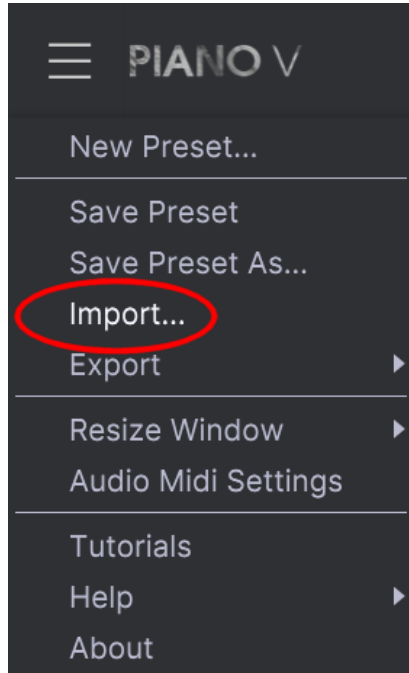 PIANO V
New Preset...
Save Preset
Save Preset As...
Import...
Export
Resize Window
Audio Midi Settings
Tutorials
Help
About